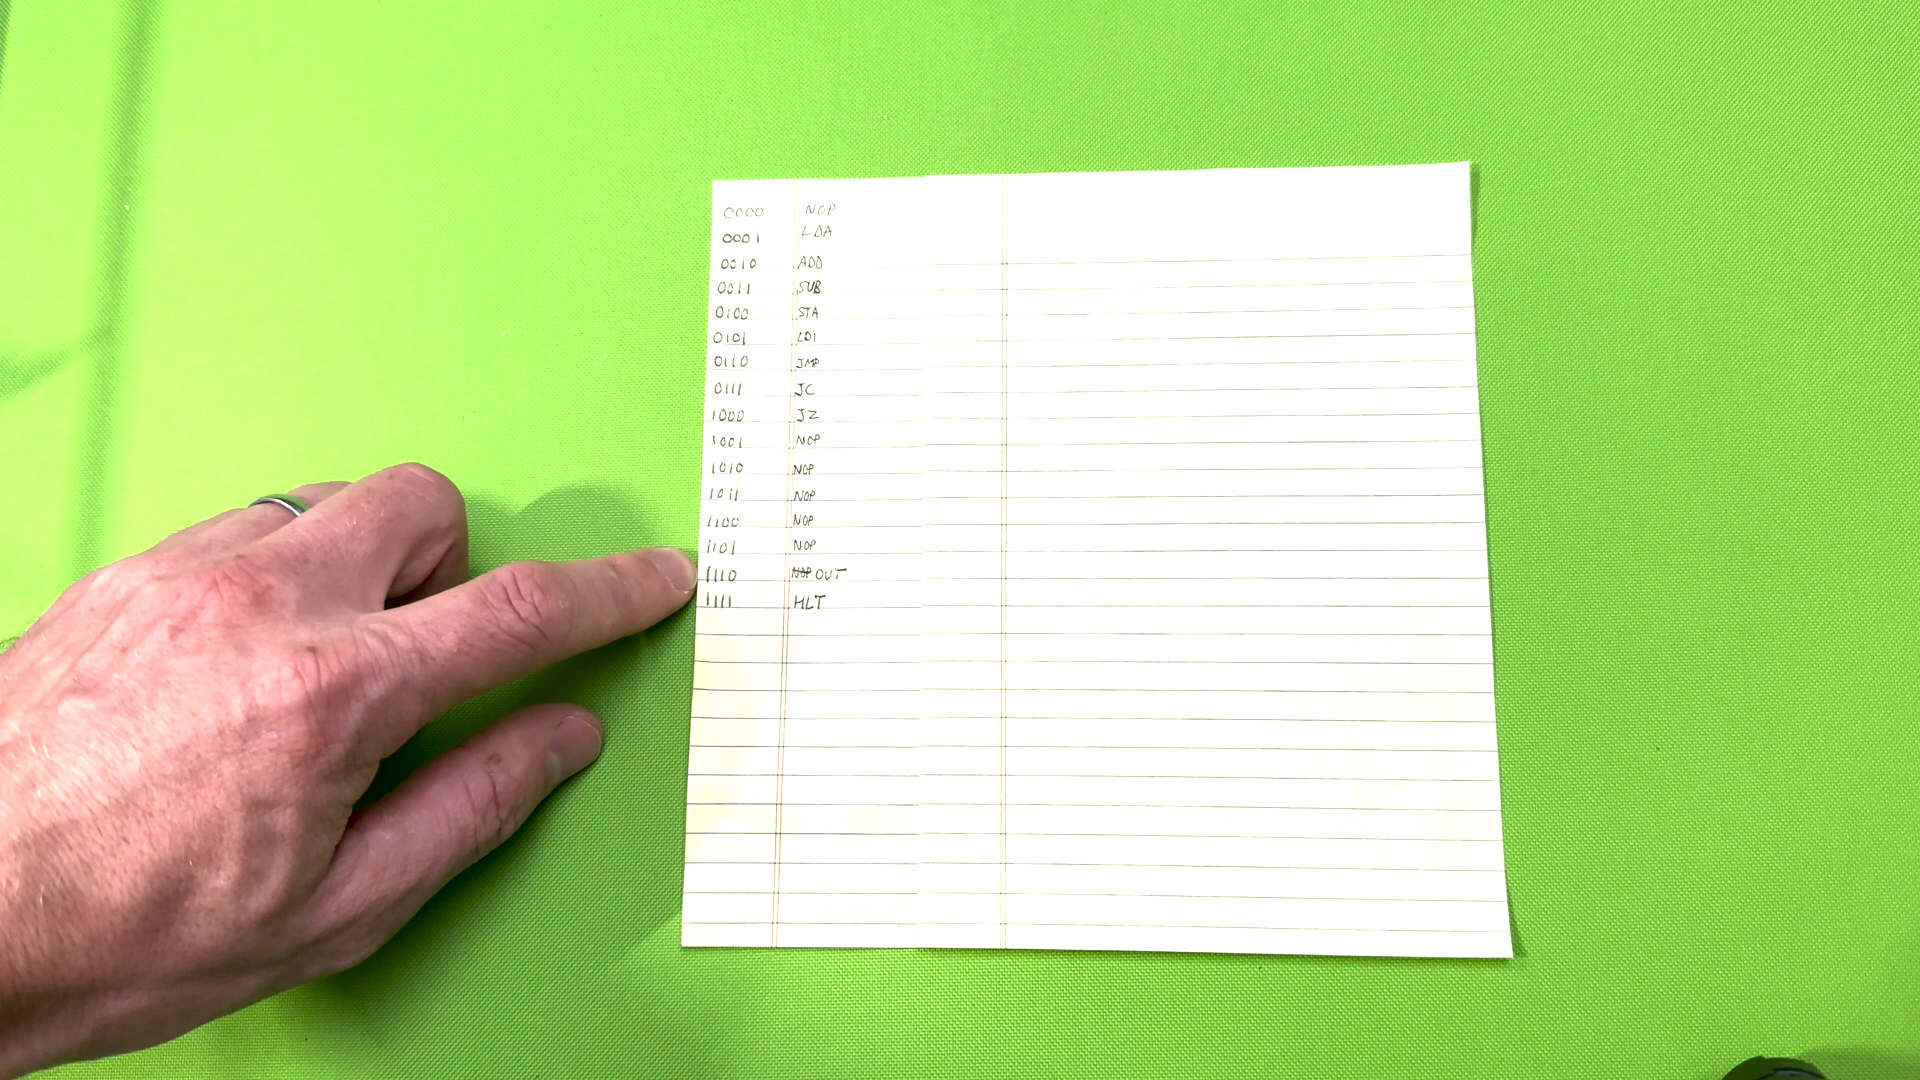 0000 NOP
0001 LDA
0010 ADD
0011 SUB
0100 STA
0101 LDI
0110 JMP
0111 JC
1000 JZ
1001 NOP
1010 NOP
1011 NOP
1100 NOP
1101 NOP
1110 NOP OUT
1111 HLT